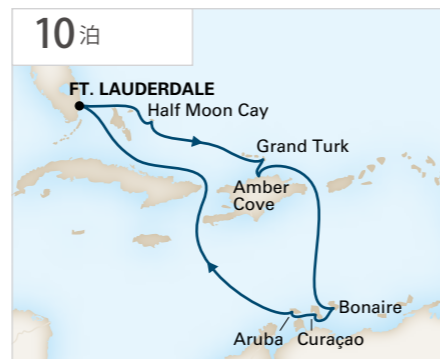 10泊
FT. LAUDERDALE
Half Moon Cay
Grand Turk
Amber
Cove
Bonaire
Aruba
Curaçao